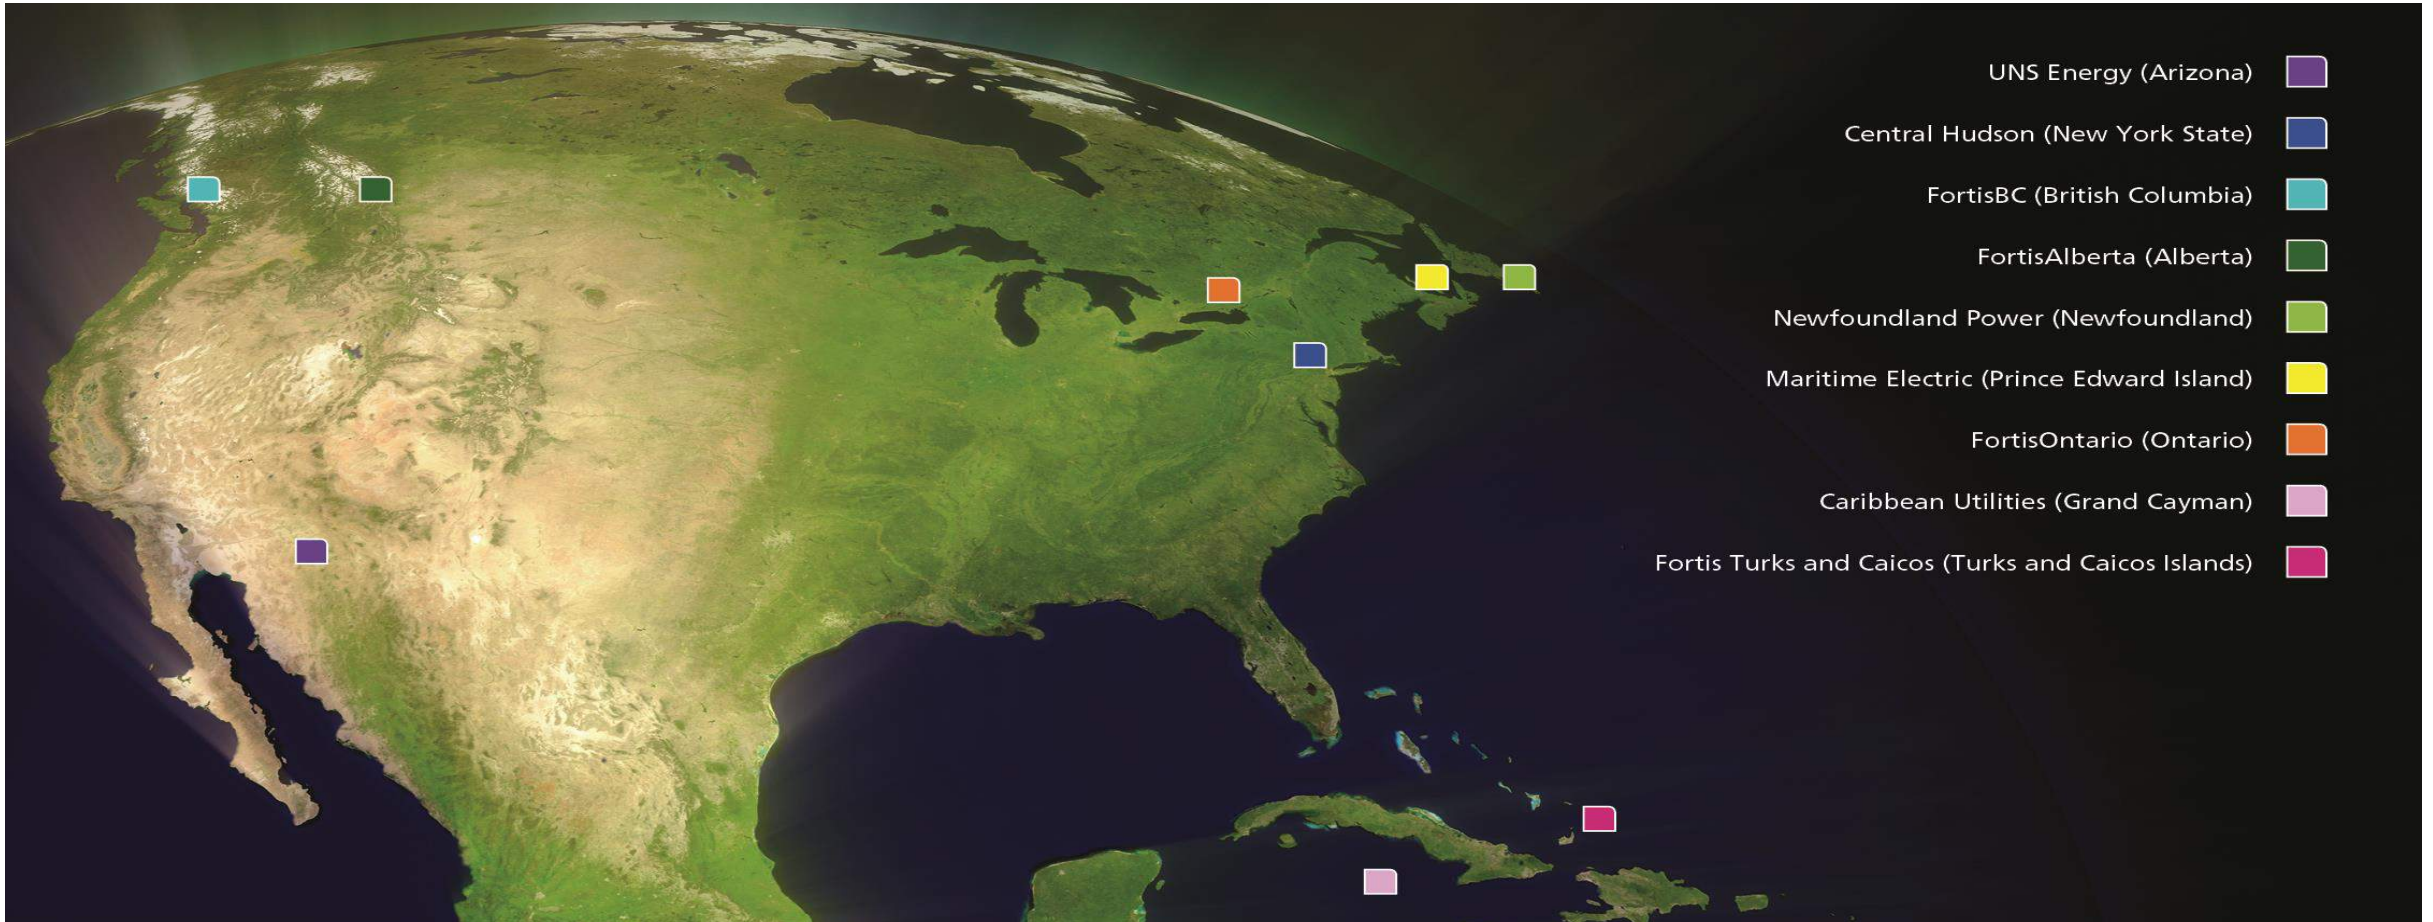 UNS Energy (Arizona)
Central Hudson (New York State)
FortisBC (British Columbia)
FortisAlberta (Alberta)
Newfoundland Power (Newfoundland)
Maritime Electric (Prince Edward Island)
FortisOntario (Ontario)
Caribbean Utilities (Grand Cayman)
Fortis Turks and Caicos (Turks and Caicos Islands)